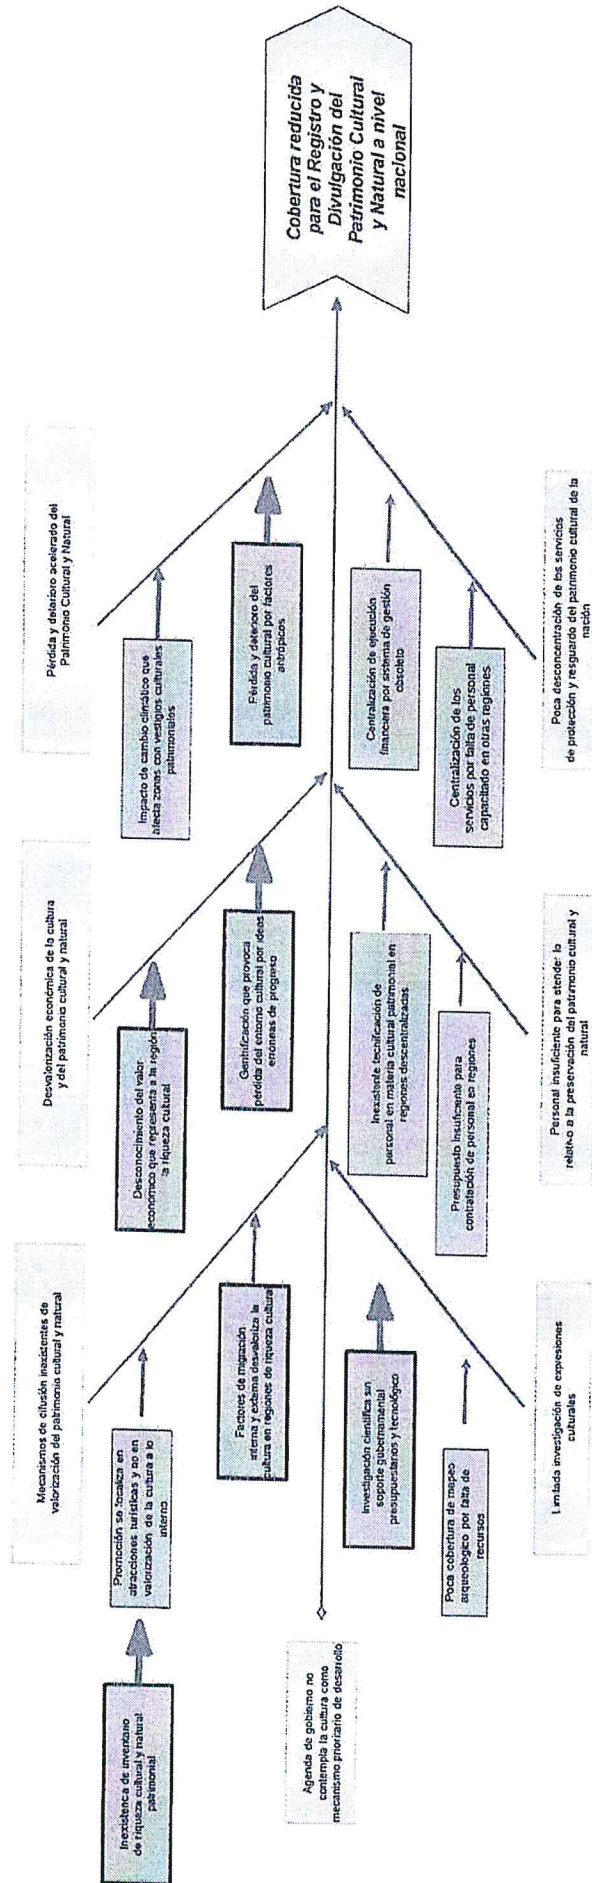 Cobertura reducida
para el Registro y
Divulgación del
Patrimonio Cultural
y Natural a nivel
nacional
Mecanismos de difusión inexistentes de
valorización del patrimonio cultural y natural
Desvalorización económica de la cultura
y del patrimonio cultural y natural
Pérdida y deterioro acelerado del
Patrimonio Cultural y Natural
Inexistencia de inventario
de riqueza cultural y natural
patrimonial
Promoción se focaliza en
atracciones turísticas y no en
valorización de la cultura a lo
interno
Desconocimiento del valor
económico que representa a la región
la riqueza cultural
Impacto de cambio climático que
afecta zonas con vestigios culturales
patrimoniales
Factores de migración
interna y externa desvaloriza la
cultura en regiones de riqueza cultura
Gentrificación que provoca
pérdida del entorno cultural por ideas
erróneas de progreso
Pérdida y deterioro del
patrimonio cultural por factores
antrópicos
Agenda de gobierno no
contempla la cultura como
mecanismo prioritario de desarrollo
Investigación científica sin
soporte gubernamental
presupuestarios y tecnológico
Inexistente tecnificación de
personal en materia cultural patrimonial en
regiones descentralizadas
Centralización de ejecución
financiera por sistema de gestión
obsoleto
Poca cobertura de mapeo
arqueológico por falta de
recursos
Presupuesto insuficiente para
contratación de personal en regiones
Centralización de los
servicios por falta de personal
capacitado en otras regiones
Limitada investigación de expresiones
culturales
Personal insuficiente para atender lo
relativo a la preservación del patrimonio cultural y
natural
Poca desconcentración de los servicios
de protección y resguardo del patrimonio cultural de la
nación